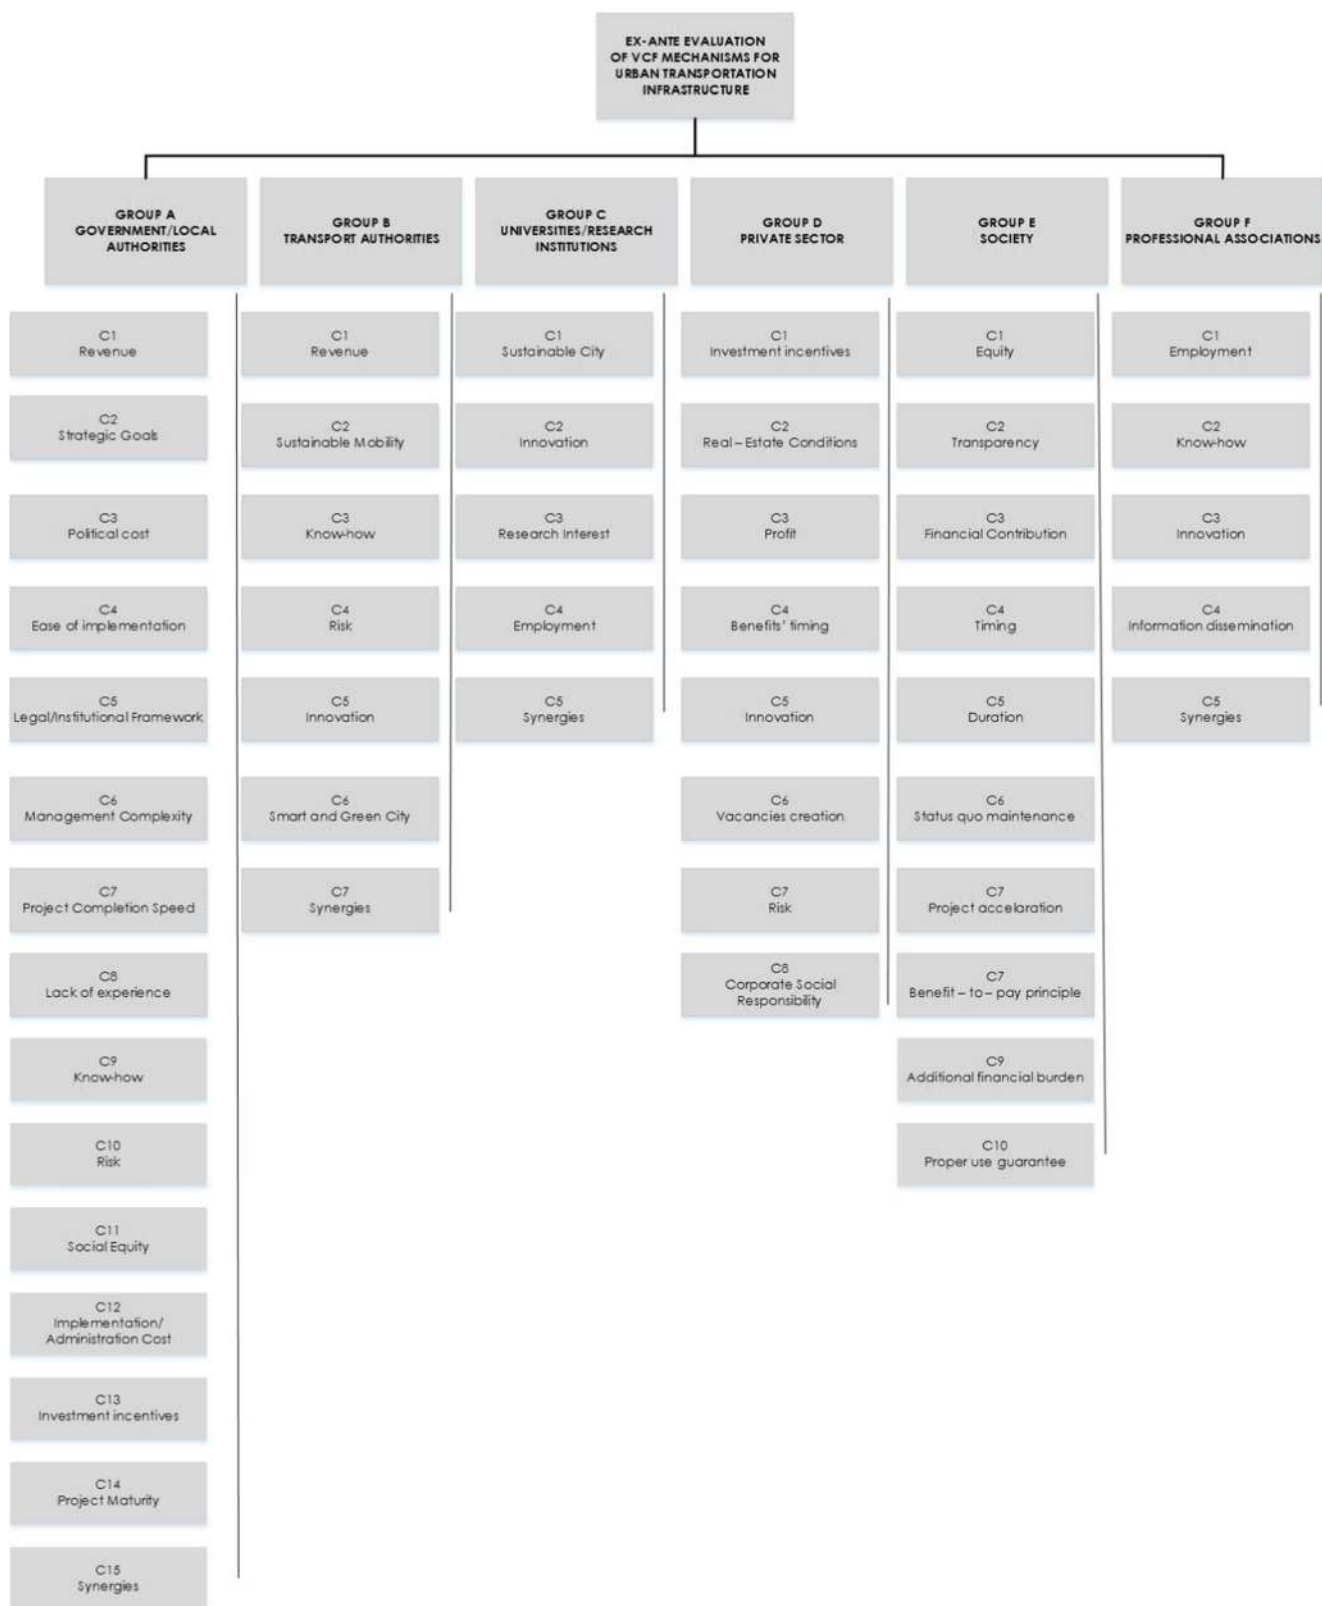 EX-ANTE EVALUATION
OF VCF MECHANISMS FOR
URBAN TRANSPORTATION
INFRASTRUCTURE
GROUP A
GOVERNMENT/LOCAL
AUTHORITIES
C1
Revenue
C2
Strategic Goals
C3
Political cost
C4
Ease of implementation
C5
Legal/Institutional Framework
C6
Management Complexity
C7
Project Completion Speed
C8
Lack of experience
C9
Know-how
C10
Risk
C11
Social Equity
C12
Implementation/
Administration Cost
C13
Investment incentives
C14
Project Maturity
C15
Synergies
GROUP B
TRANSPORT AUTHORITIES
C1
Revenue
C2
Sustainable Mobility
C3
Know-how
C4
Risk
C5
Innovation
C6
Smart and Green City
C7
Synergies
GROUP C
UNIVERSITIES/RESEARCH
INSTITUTIONS
C1
Sustainable City
C2
Innovation
C3
Research Interest
C4
Employment
C5
Synergies
GROUP D
PRIVATE SECTOR
C1
Investment incentives
C2
Real – Estate Conditions
C3
Profit
C4
Benefits’ timing
C5
Innovation
C6
Vacancies creation
C7
Risk
C8
Corporate Social
Responsibility
GROUP E
SOCIETY
C1
Equity
C2
Transparency
C3
Financial Contribution
C4
Timing
C5
Duration
C6
Status quo maintenance
C7
Project accelaration
C7
Benefit – to – pay principle
C9
Additional financial burden
C10
Proper use guarantee
GROUP F
PROFESSIONAL ASSOCIATIONS
C1
Employment
C2
Know-how
C3
Innovation
C4
Information dissemination
C5
Synergies